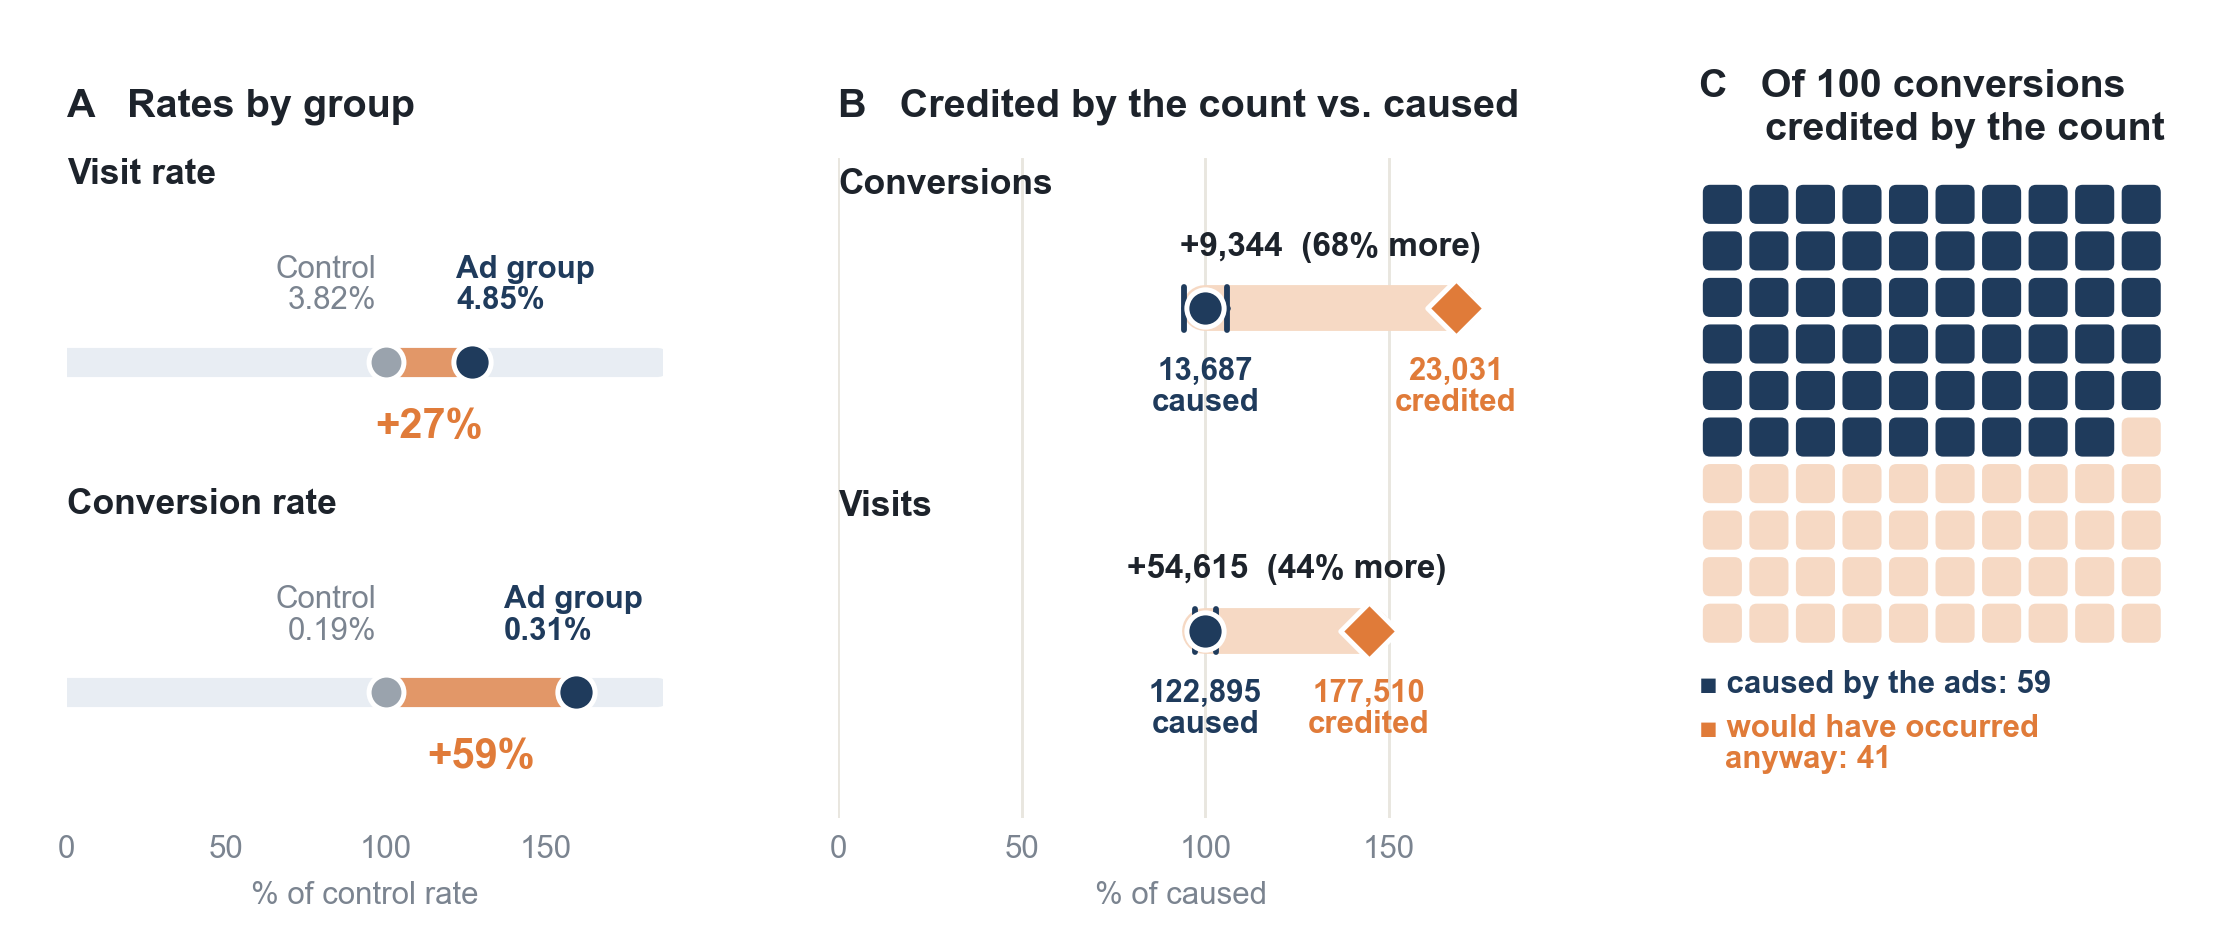 A Rates by group
Visit rate
Control
3.82%
Ad group
4.85%
+27%
Conversion rate
Control
0.19%
Ad group
0.31%
+59%
0 50 100 150
% of control rate
B Credited by the count vs. caused
Conversions
+9,344 (68% more)
13,687
caused
23,031
credited
Visits
+54,615 (44% more)
122,895
caused
177,510
credited
0 50 100 150
% of caused
C Of 100 conversions
credited by the count
caused by the ads: 59
would have occurred
anyway: 41